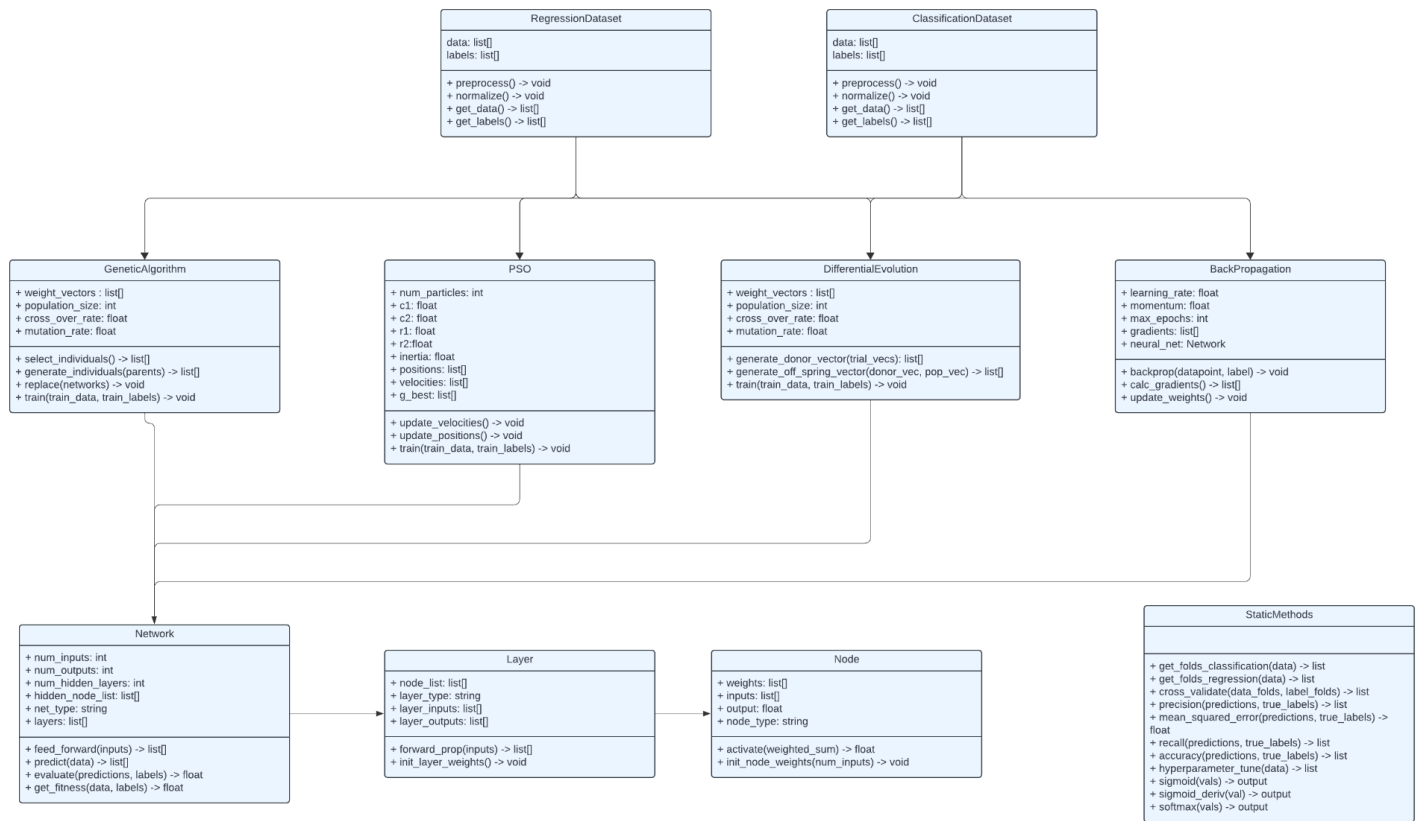 RegressionDataset
data: list[]
labels: list[]
+ preprocess() -> void
+ normalize() -> void
+ get_data() -> list[]
+ get_labels() -> list[]
ClassificationDataset
data: list[]
labels: list[]
+ preprocess() -> void
+ normalize() -> void
+ get_data() -> list[]
+ get_labels() -> list[]
GeneticAlgorithm
+ weight_vectors : list[]
+ population_size: int
+ cross_over_rate: float
+ mutation_rate: float
+ select_individuals() -> list[]
+ generate_individuals(parents) -> list[]
+ replace(networks) -> void
+ train(train_data, train_labels) -> void
PSO
+ num_particles: int
+ c1: float
+ c2: float
+ r1: float
+ r2:float
+ inertia: float
+ positions: list[]
+ velocities: list[]
+ g_best: list[]
+ update_velocities() -> void
+ update_positions() -> void
+ train(train_data, train_labels) -> void
DifferentialEvolution
+ weight_vectors : list[]
+ population_size: int
+ cross_over_rate: float
+ mutation_rate: float
+ generate_donor_vector(trial_vecs): list[]
+ generate_off_spring_vector(donor_vec, pop_vec) -> list[]
+ train(train_data, train_labels) -> void
BackPropagation
+ learning_rate: float
+ momentum: float
+ max_epochs: int
+ gradients: list[]
+ neural_net: Network
+ backprop(datapoint, label) -> void
+ calc_gradients() -> list[]
+ update_weights() -> void
Network
+ num_inputs: int
+ num_outputs: int
+ num_hidden_layers: int
+ hidden_node_list: list[]
+ net_type: string
+ layers: list[]
+ feed_forward(inputs) -> list[]
+ predict(data) -> list[]
+ evaluate(predictions, labels) -> float
+ get_fitness(data, labels) -> float
Layer
+ node_list: list[]
+ layer_type: string
+ layer_inputs: list[]
+ layer_outputs: list[]
+ forward_prop(inputs) -> list[]
+ init_layer_weights() -> void
Node
+ weights: list[]
+ inputs: list[]
+ output: float
+ node_type: string
+ activate(weighted_sum) -> float
+ init_node_weights(num_inputs) -> void
StaticMethods
+ get_folds_classification(data) -> list
+ get_folds_regression(data) -> list
+ cross_validate(data_folds, label_folds) -> list
+ precision(predictions, true_labels) -> list
+ mean_squared_error(predictions, true_labels) ->
float
+ recall(predictions, true_labels) -> list
+ accuracy(predictions, true_labels) -> list
+ hyperparameter_tune(data) -> list
+ sigmoid(vals) -> output
+ sigmoid_deriv(val) -> output
+ softmax(vals) -> output